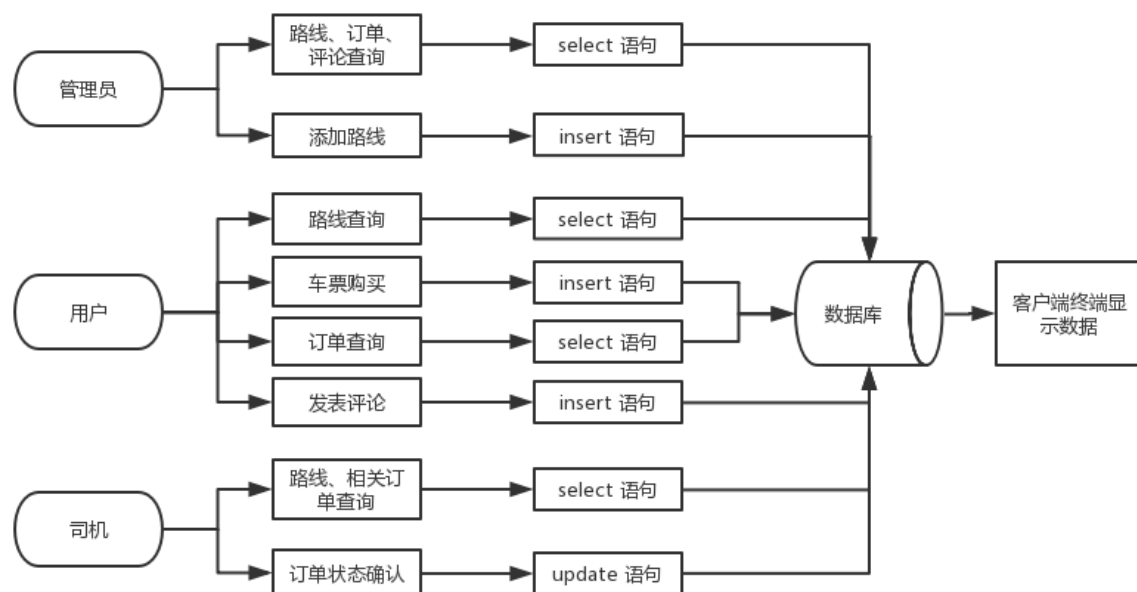 路线、订单、
评论查询
select 语句
管理员
添加路线
insert 语句
路线查询
select 语句
车票购买
insert 语句
用户
数据库
客户端终端显
示数据
订单查询
select 语句
发表评论
insert 语句
路线、相关订
单查询
select 语句
司机
订单状态确认
update 语句